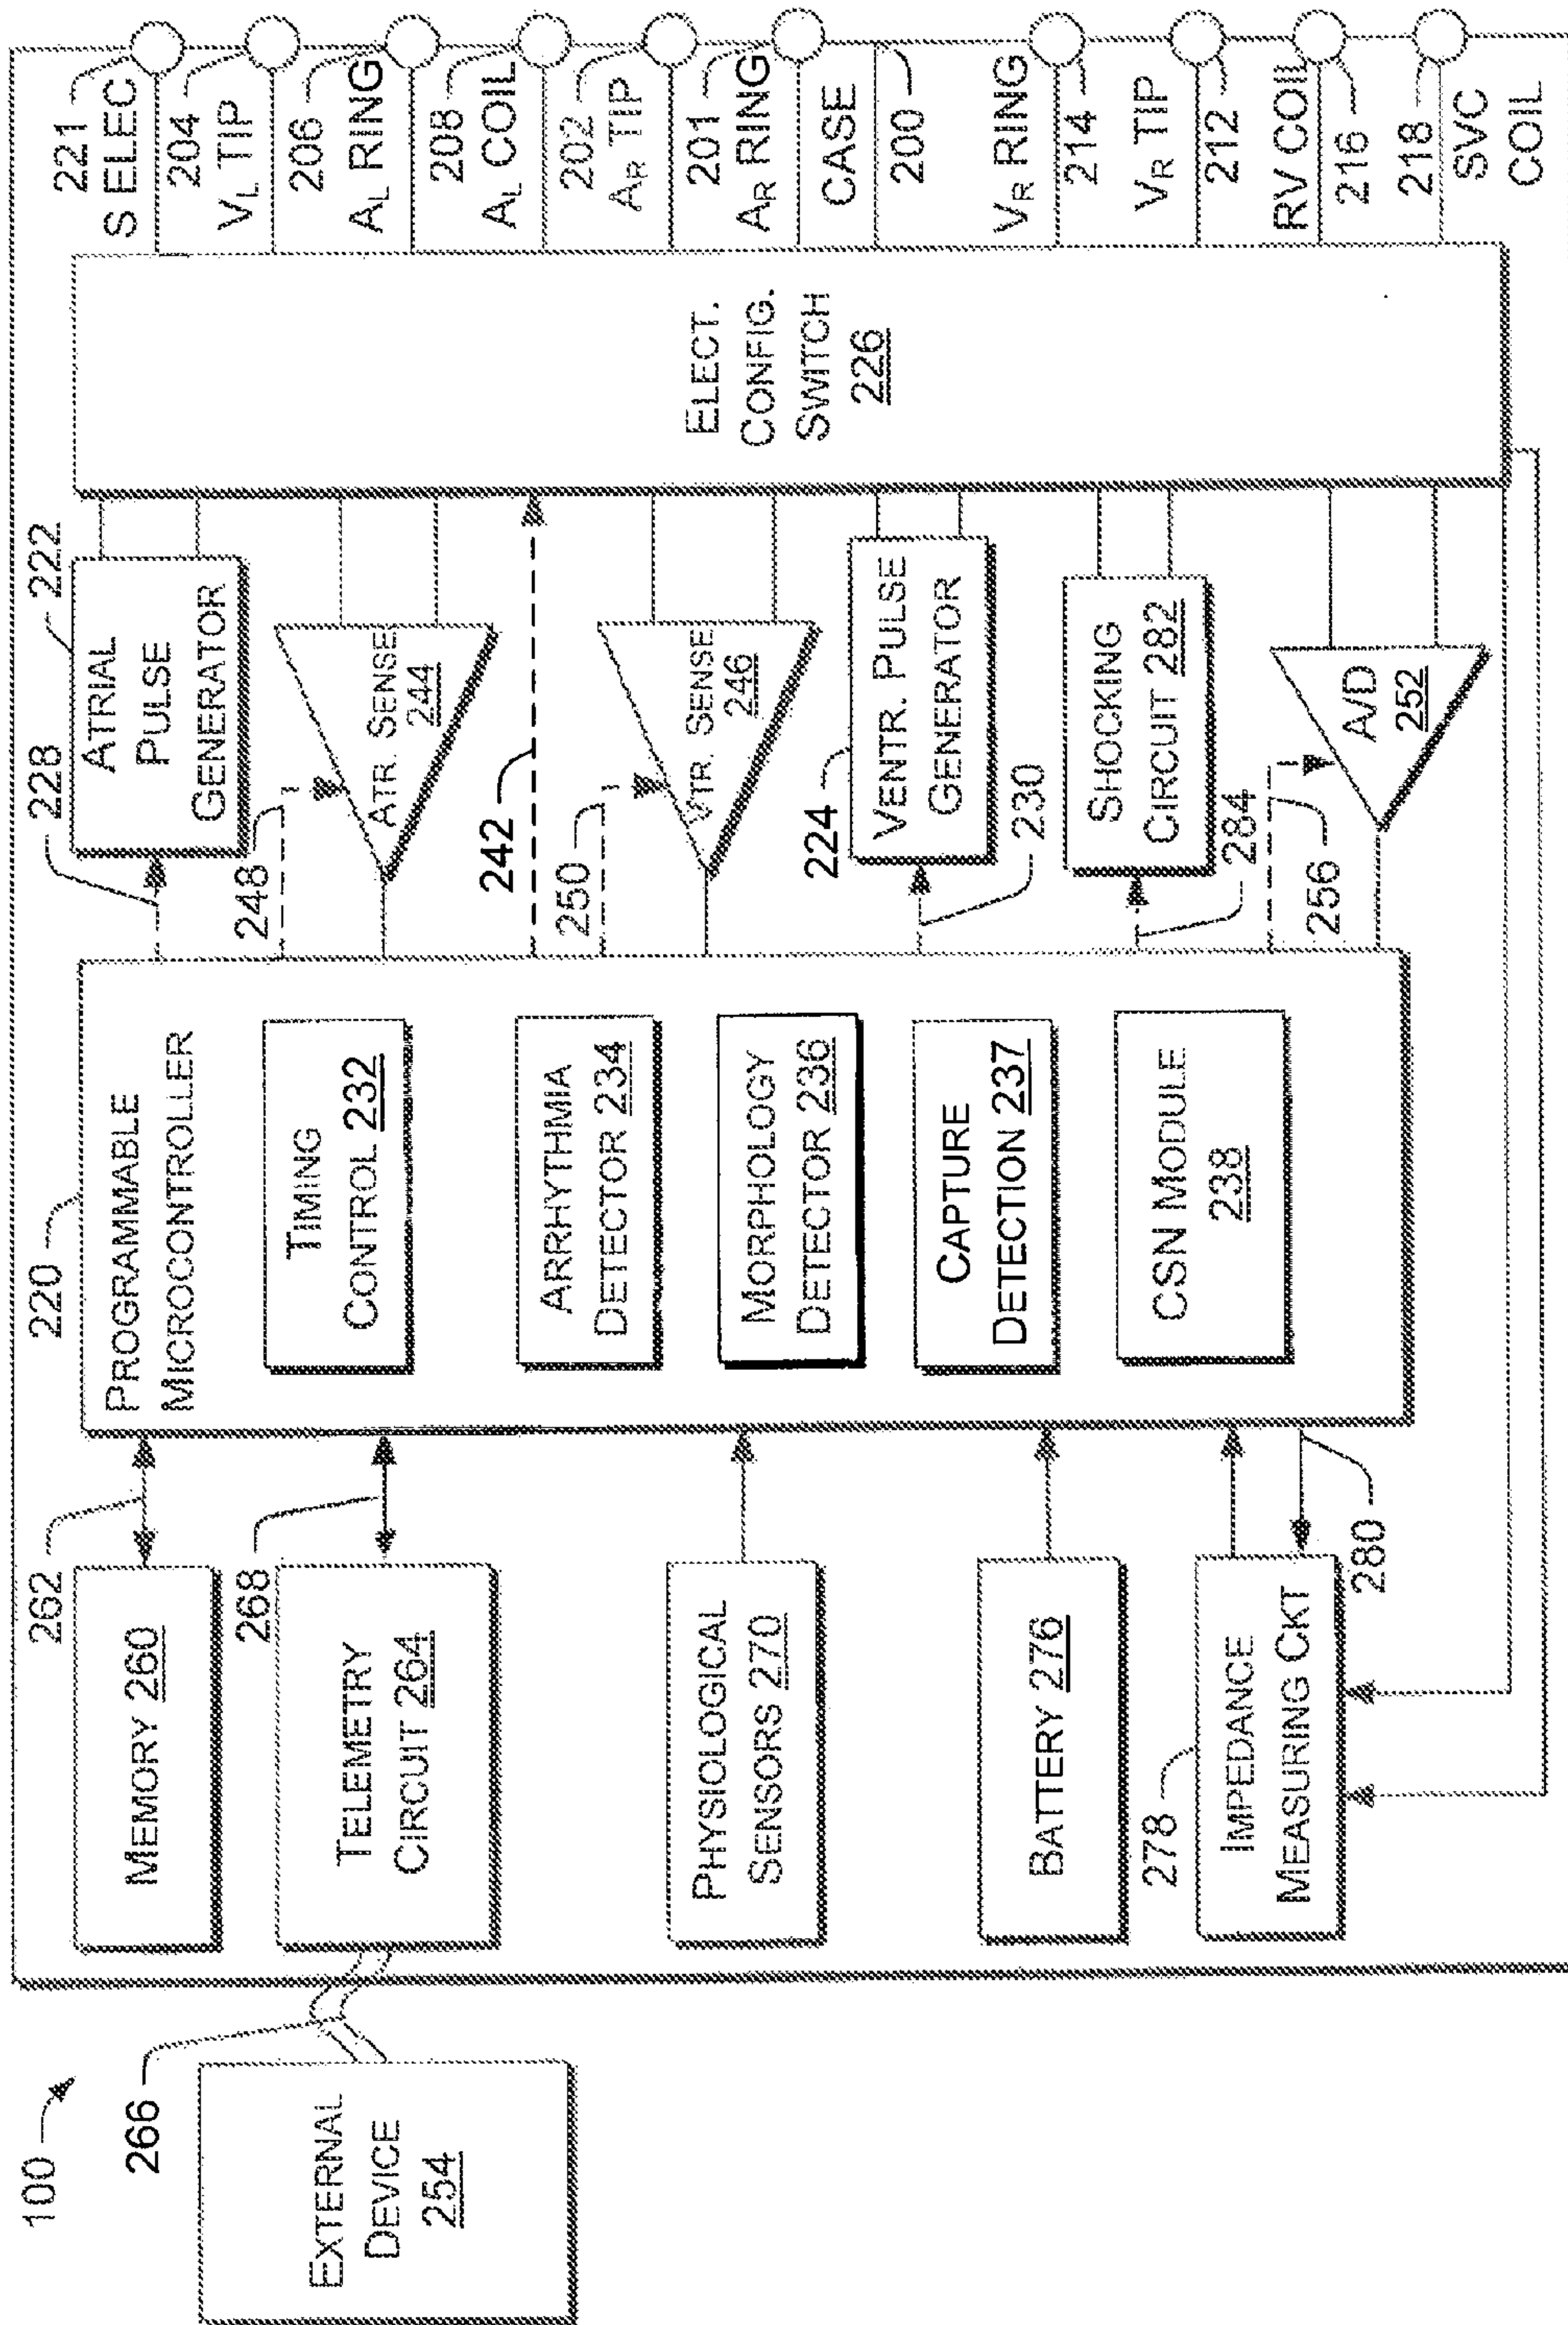 100
266
EXTERNAL
DEVICE
254
262
MEMORY 260
268
TELEMETRY
CIRCUIT 264
PHYSIOLOGICAL
SENSORS 270
BATTERY 276
278
IMPEDANCE
MEASURING CKT
280
220
PROGRAMMABLE
MICROCONTROLLER
TIMING
CONTROL 232
ARRHYTHMIA
DETECTOR 234
MORPHOLOGY
DETECTOR 236
CAPTURE
DETECTION 237
CSN MODULE
238
228
222
ATRIAL
PULSE
GENERATOR
248
ATR. SENSE
244
242
250
VTR. SENSE
246
224
VENTR. PULSE
GENERATOR
230
SHOCKING
CIRCUIT 282
284
256
A/D
252
ELECT.
CONFIG.
SWITCH
226
221
S ELEC
204
VL TIP
206
AL RING
208
AL COIL
202
AR TIP
201
AR RING
CASE
200
VR RING
214
VR TIP
212
RV COIL
216
218
SVC
COIL